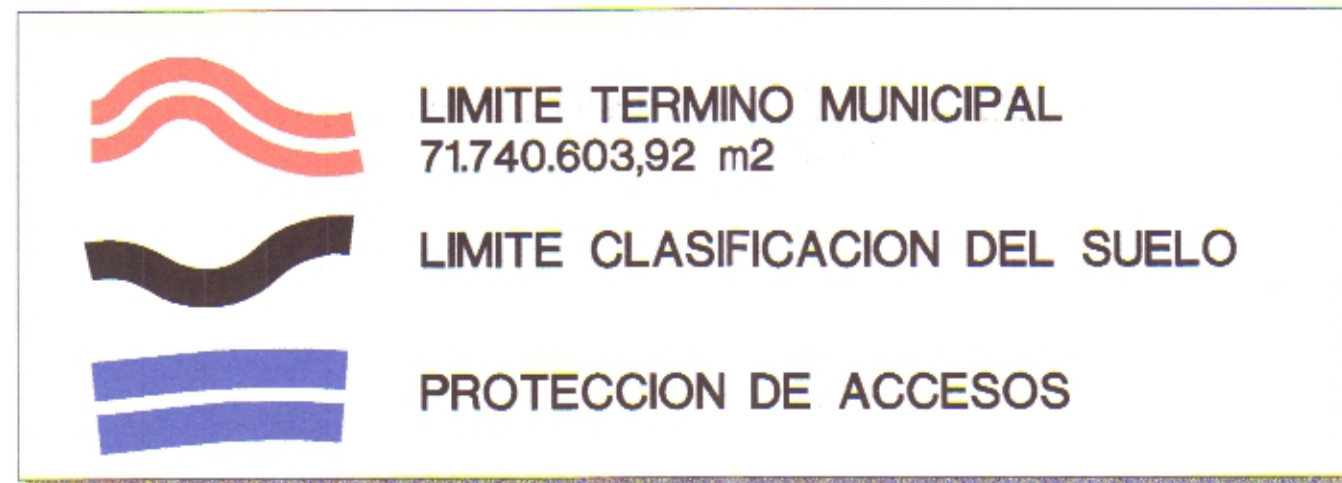 LIMITE TERMINO MUNICIPAL
71.740.603,92 m2
LIMITE CLASIFICACION DEL SUELO
PROTECCION DE ACCESOS